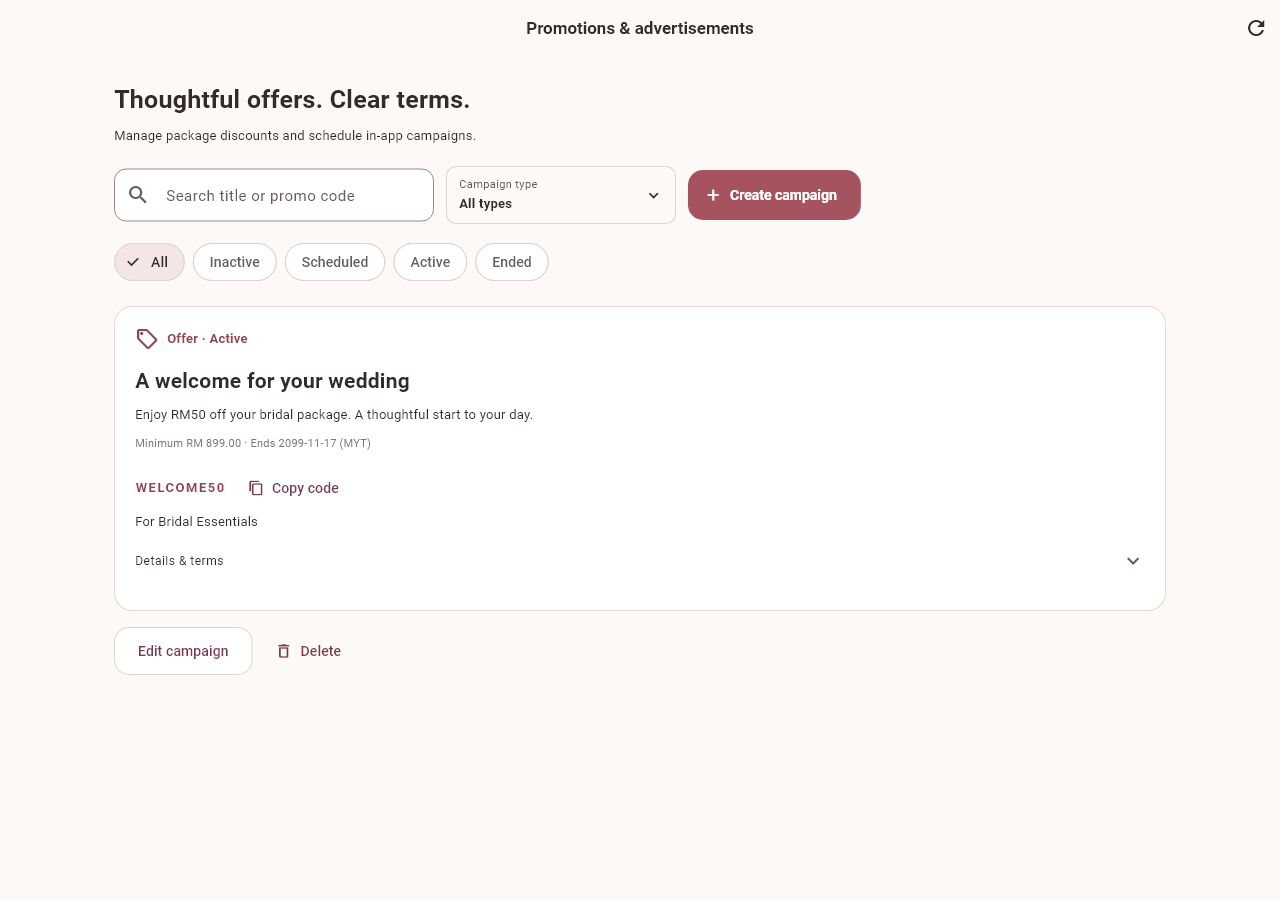 Promotions & advertisements
Thoughtful offers. Clear terms.
Manage package discounts and schedule in-app campaigns.
Search title or promo code
Campaign type
All types
Create campaign
All
Inactive
Scheduled
Active
Ended
Offer · Active
A welcome for your wedding
Enjoy RM50 off your bridal package. A thoughtful start to your day.
Minimum RM 899.00 · Ends 2099-11-17 (MYT)
WELCOME50
Copy code
For Bridal Essentials
Details & terms
Edit campaign
Delete